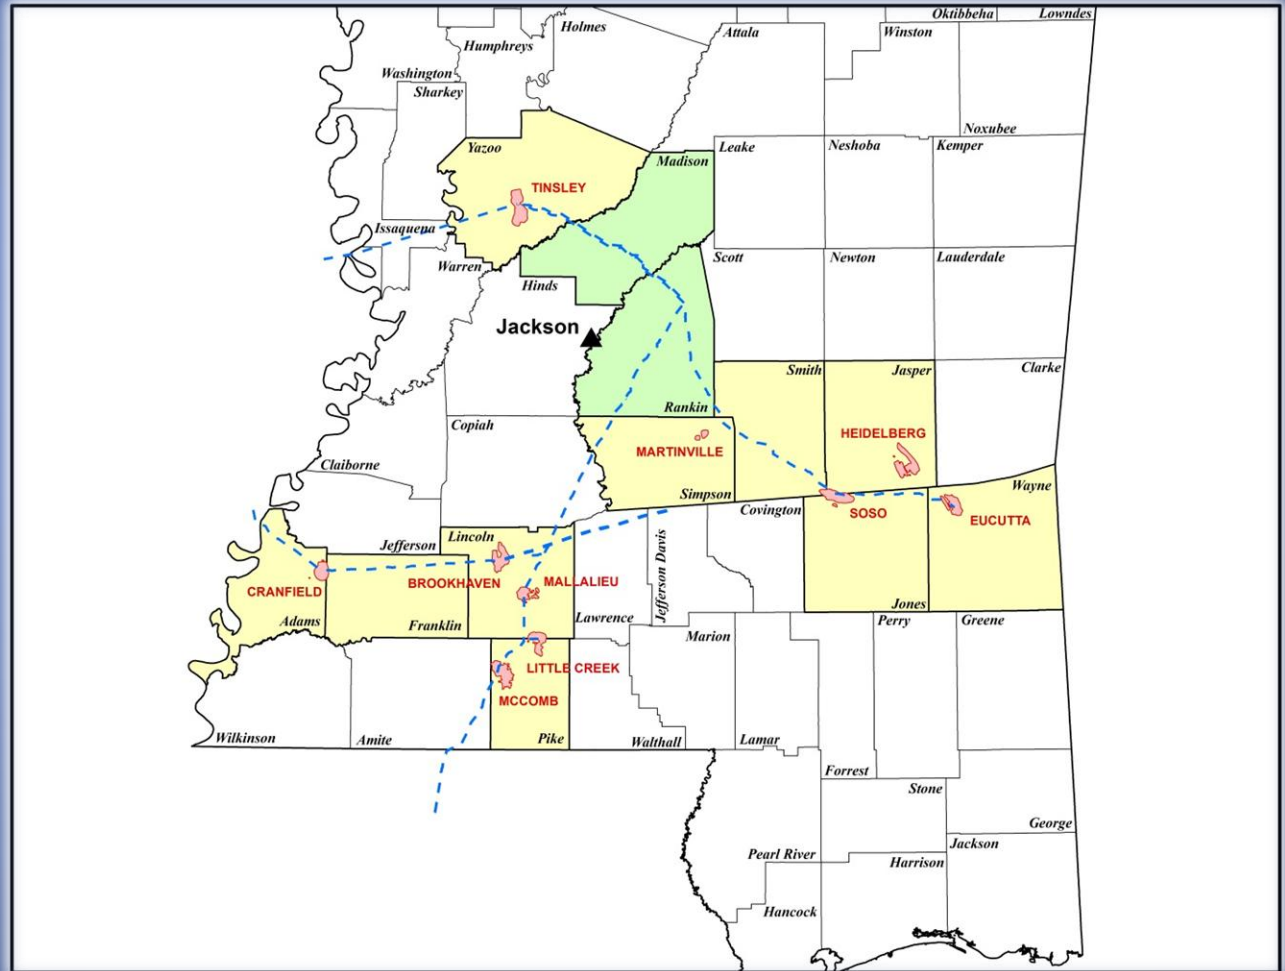 Oktibbeha
Lowndes
Holmes
Attala
Winston
Humphreys
Washington
Sharkey
Noxubee
Yazoo
Madison
Leake
Neshoba
Kemper
TINSLEY
Issaquena
Warren
Scott
Newton
Lauderdale
Hinds
Jackson
Smith
Jasper
Clarke
Rankin
Copiah
HEIDELBERG
MARTINVILLE
Claiborne
Simpson
Wayne
Covington
SOSO
EUCUTTA
Lincoln
Jefferson
Jefferson Davis
BROOKHAVEN
MALLALIEU
CRANFIELD
Adams
Franklin
Lawrence
Jones
Perry
Greene
Marion
LITTLE CREEK
MCCOMB
Wilkinson
Amite
Pike
Walthall
Lamar
Forrest
Stone
George
Jackson
Pearl River
Harrison
Hancock